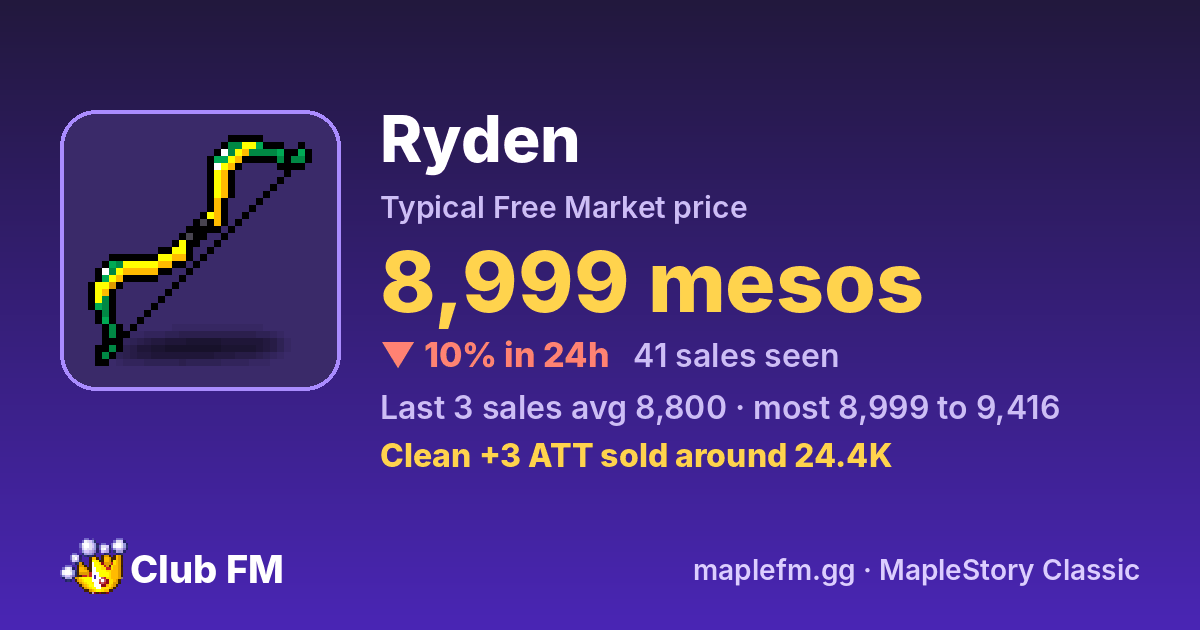 Ryden
Typical Free Market price
8,999 mesos
▼ 10% in 24h 41 sales seen
Last 3 sales avg 8,800 · most 8,999 to 9,416
Clean +3 ATT sold around 24.4K
Club FM
maplefm.gg · MapleStory Classic